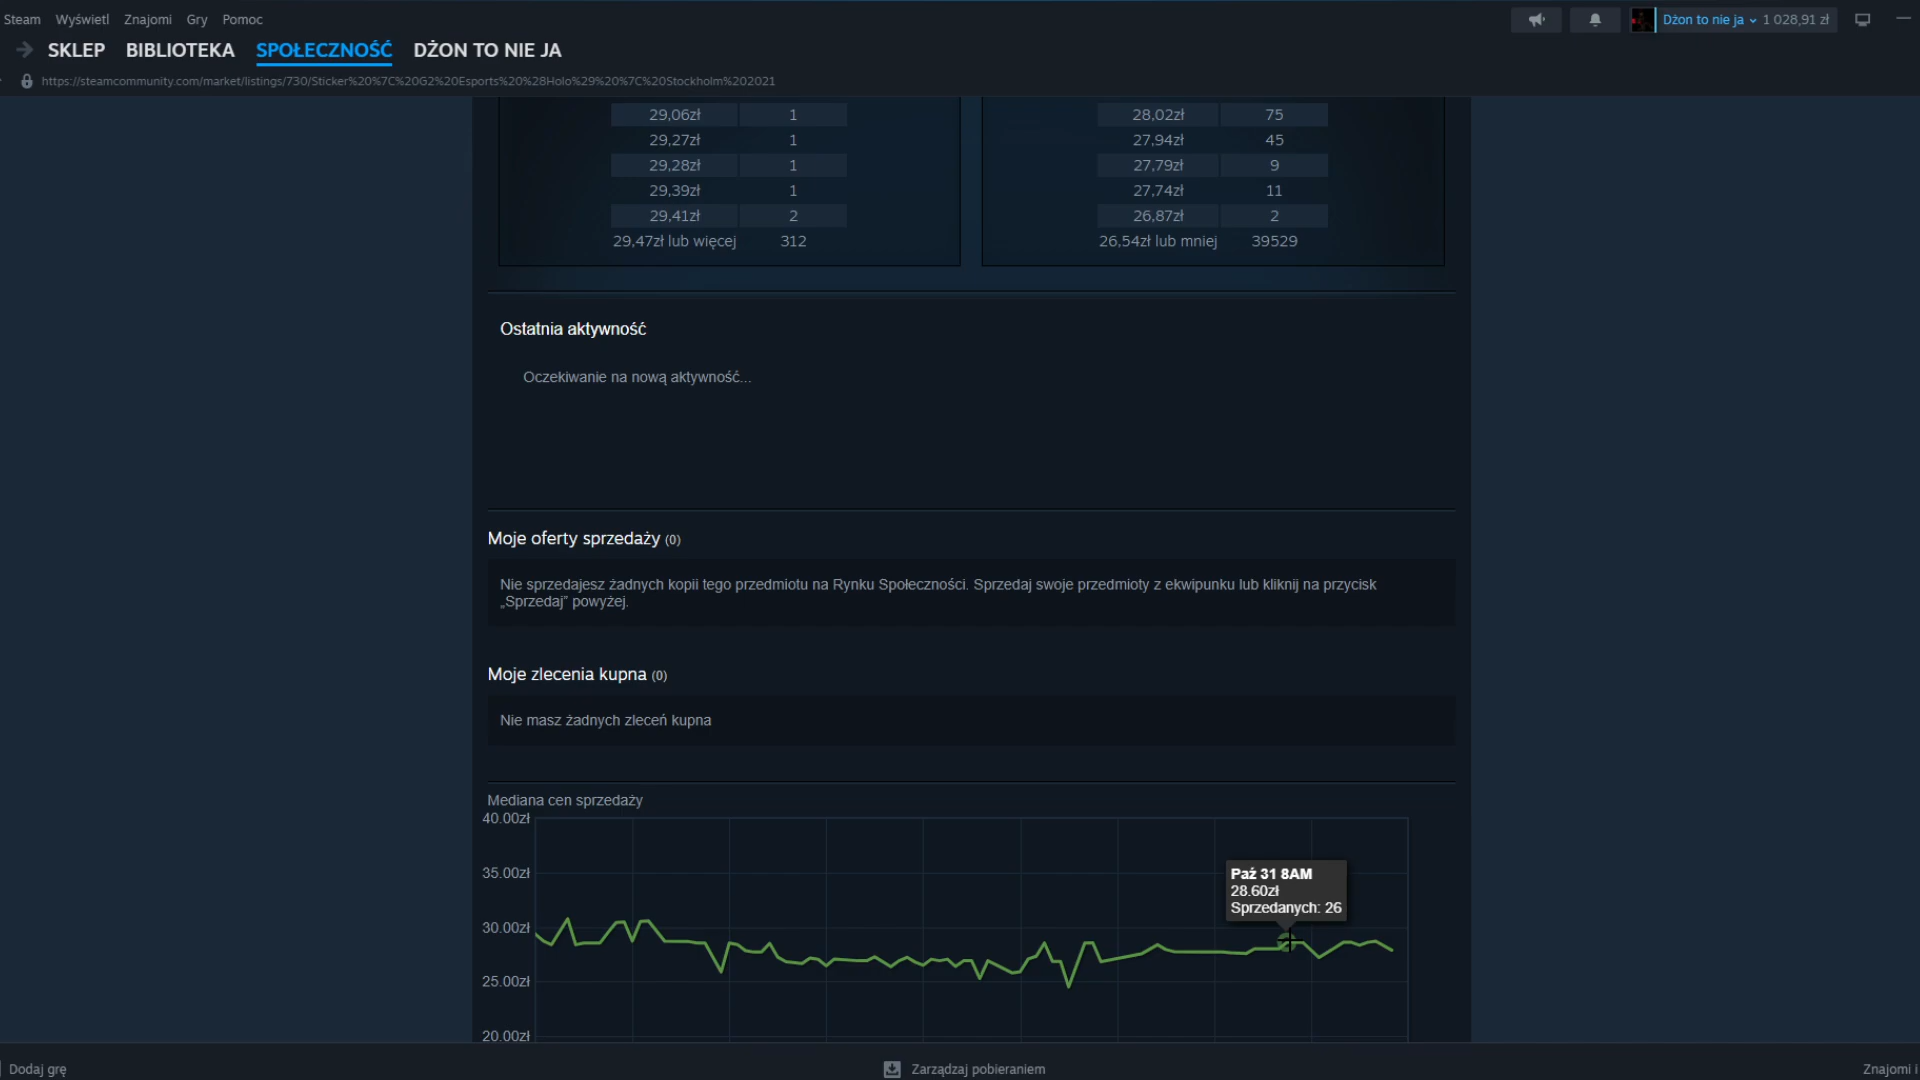 Steam Wyświetl Znajomi Gry Pomoc
Dżon to nie ja 1 028,91 zł
SKLEP BIBLIOTEKA SPOŁECZNOŚĆ DŻON TO NIE JA
https://steamcommunity.com/market/listings/730/Sticker%20%7C%20G2%20Esports%20%28Holo%29%20%7C%20Stockholm%202021
29,06zł 1
29,27zł 1
29,28zł 1
29,39zł 1
29,41zł 2
29,47zł lub więcej 312
28,02zł 75
27,94zł 45
27,79zł 9
27,74zł 11
26,87zł 2
26,54zł lub mniej 39529
Ostatnia aktywność
Oczekiwanie na nową aktywność...
Moje oferty sprzedaży (0)
Nie sprzedajesz żadnych kopii tego przedmiotu na Rynku Społeczności. Sprzedaj swoje przedmioty z ekwipunku lub kliknij na przycisk
„Sprzedaj” powyżej.
Moje zlecenia kupna (0)
Nie masz żadnych zleceń kupna
Mediana cen sprzedaży
40.00zł
35.00zł
30.00zł
25.00zł
20.00zł
Paź 31 8AM
28.60zł
Sprzedanych: 26
Dodaj grę
Zarządzaj pobieraniem
Znajomi i